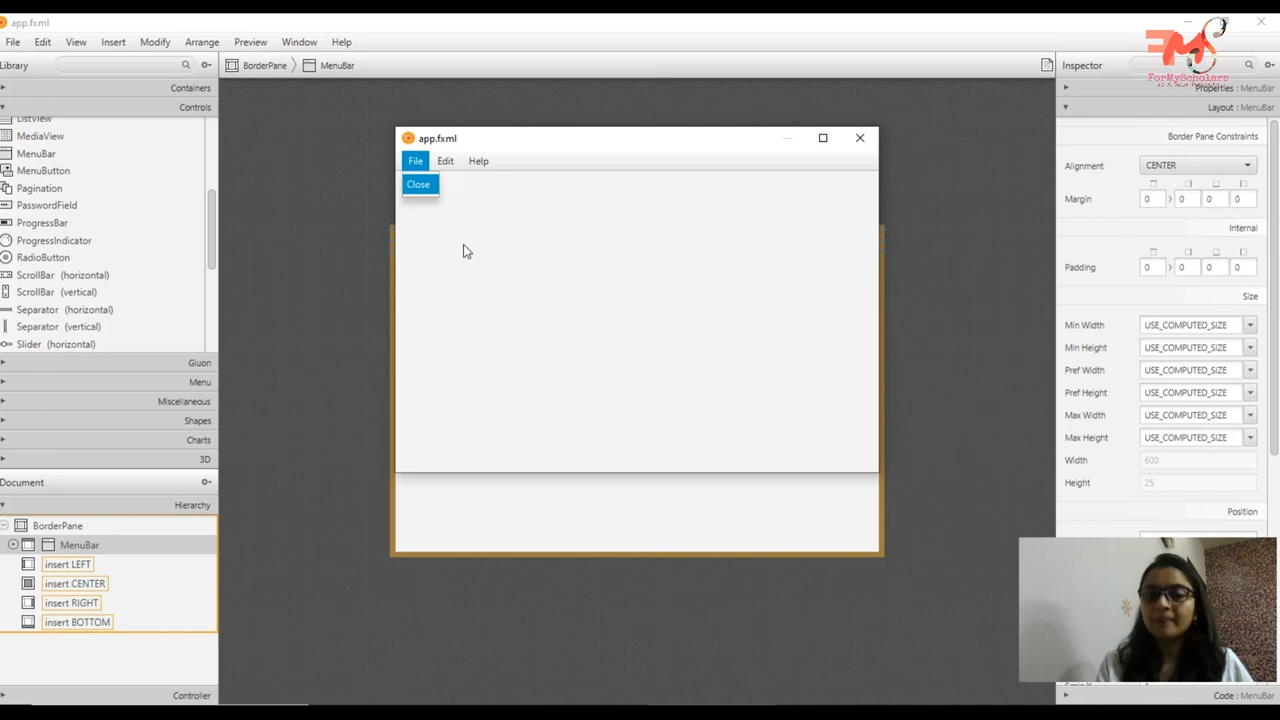 app.fxml
File Edit View Insert Modify Arrange Preview Window Help
Library
Containers
Controls
ListView
MediaView
MenuBar
MenuButton
Pagination
PasswordField
ProgressBar
ProgressIndicator
RadioButton
ScrollBar (horizontal)
ScrollBar (vertical)
Separator (horizontal)
Separator (vertical)
Slider (horizontal)
Gluon
Menu
Miscellaneous
Shapes
Charts
3D
Document
Hierarchy
BorderPane
MenuBar
insert LEFT
insert CENTER
insert RIGHT
insert BOTTOM
Controller
BorderPane MenuBar
app.fxml
File Edit Help
Close
Inspector
FM
ForMyScholars
Properties : MenuBar
Layout : MenuBar
Border Pane Constraints
Alignment CENTER
Margin 0 0 0 0
Internal
Padding 0 0 0 0
Size
Min Width USE_COMPUTED_SIZE
Min Height USE_COMPUTED_SIZE
Pref Width USE_COMPUTED_SIZE
Pref Height USE_COMPUTED_SIZE
Max Width USE_COMPUTED_SIZE
Max Height USE_COMPUTED_SIZE
Width 600
Height 25
Position
Code : MenuBar